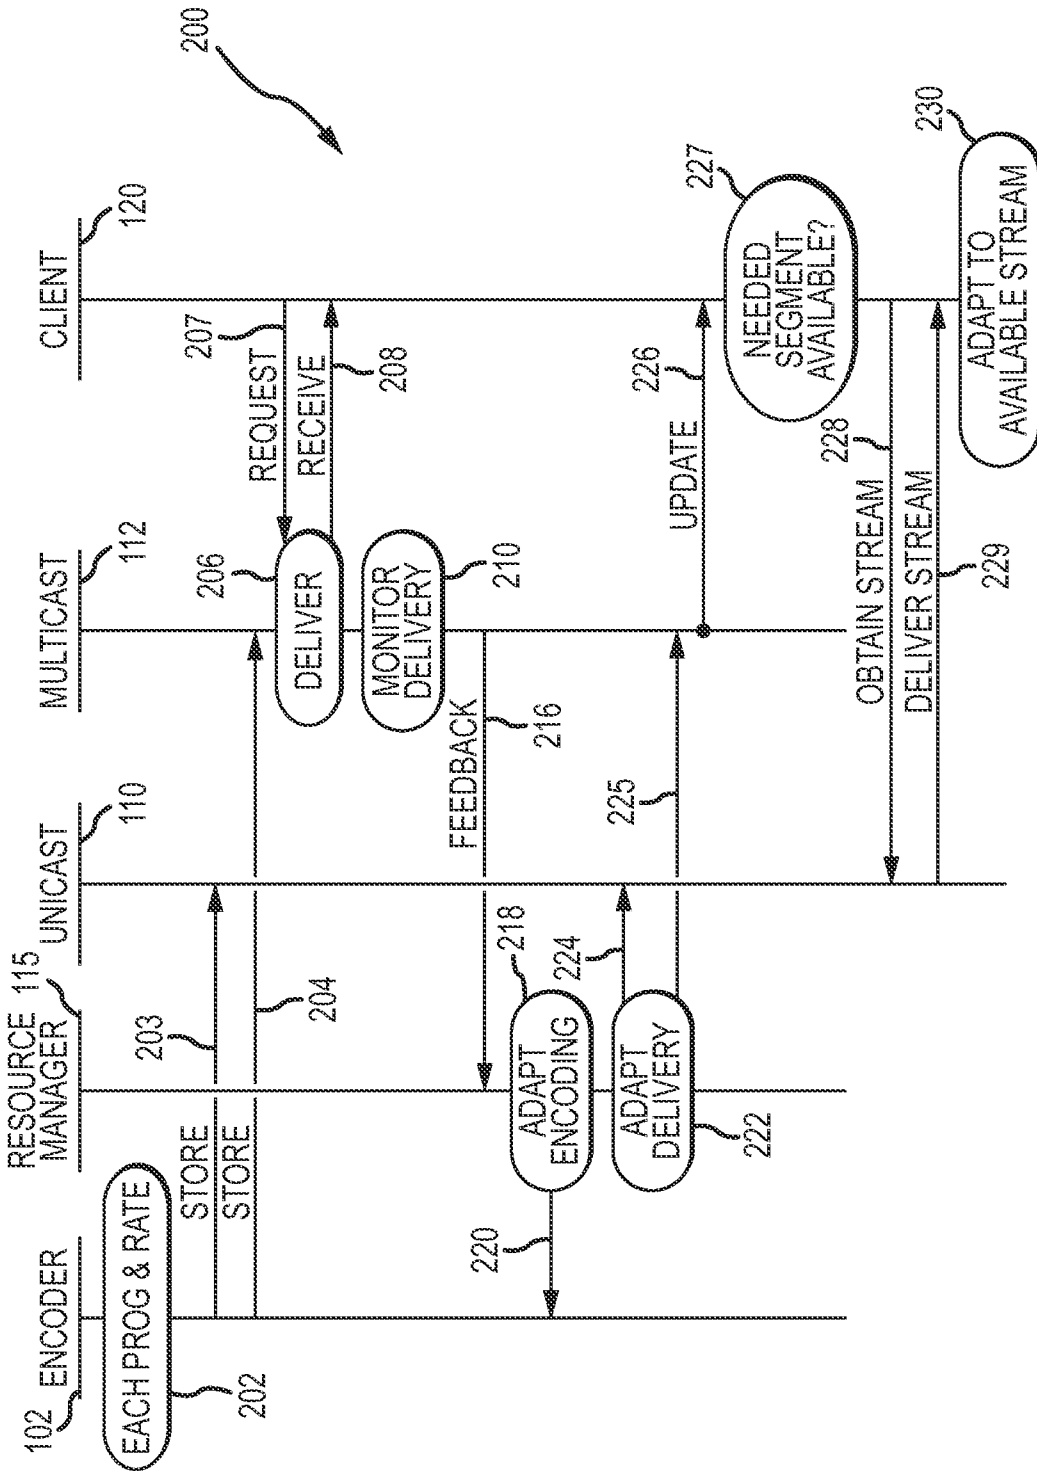 200
ENCODER
102
RESOURCE
MANAGER
115
UNICAST
110
MULTICAST
112
CLIENT
120
EACH PROG & RATE
202
STORE
203
STORE
204
206
DELIVER
REQUEST
207
RECEIVE
208
MONITOR
DELIVERY
210
FEEDBACK
216
ADAPT
ENCODING
218
220
ADAPT
DELIVERY
222
224
225
UPDATE
226
NEEDED
SEGMENT
AVAILABLE?
227
OBTAIN STREAM
228
DELIVER STREAM
229
ADAPT TO
AVAILABLE STREAM
230